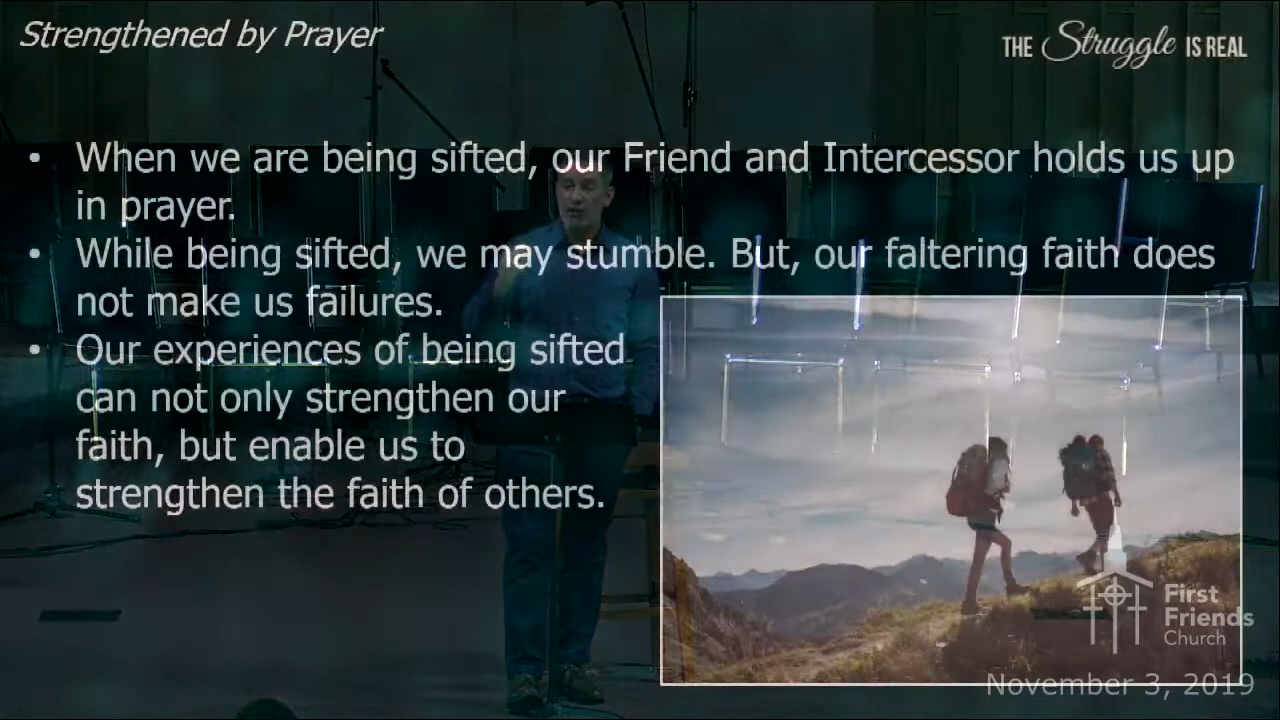 Strengthened by Prayer
THE Struggle IS REAL
• When we are being sifted, our Friend and Intercessor holds us up
in prayer.
• While being sifted, we may stumble. But, our faltering faith does
not make us failures.
• Our experiences of being sifted
can not only strengthen our
faith, but enable us to
strengthen the faith of others.
First
Friends
Church
November 3, 2019